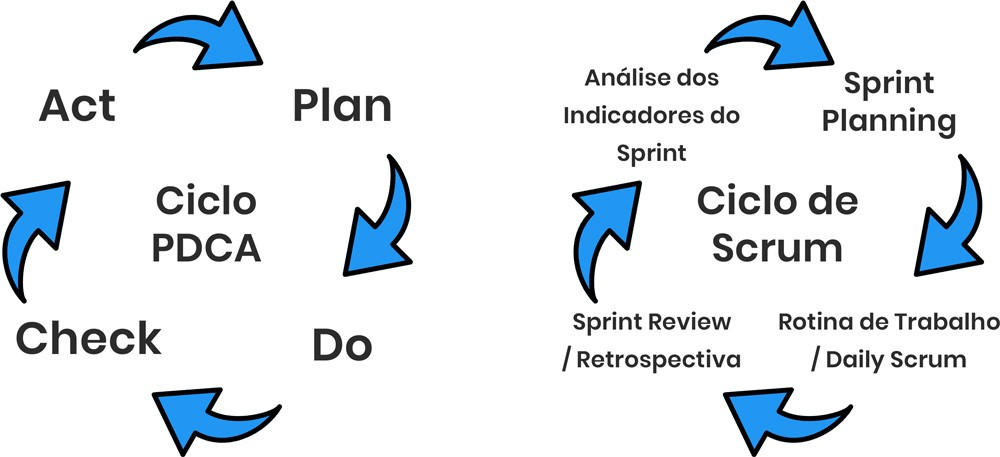 Act
Plan
Ciclo
PDCA
Check
Do
Análise dos
Indicadores do
Sprint
Sprint
Planning
Ciclo de
Scrum
Sprint Review
/ Retrospectiva
Rotina de Trabalho
/ Daily Scrum